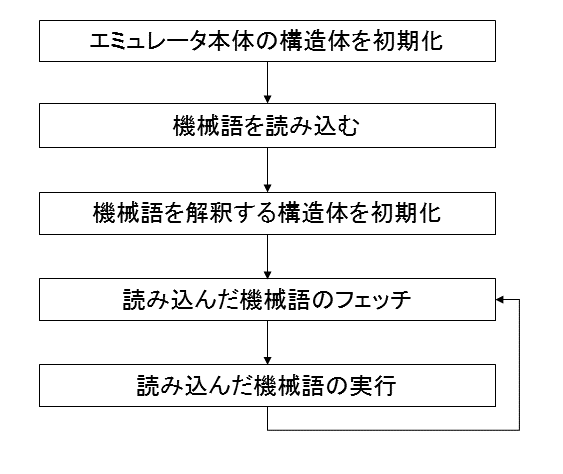 エミュレータ本体の構造体を初期化
機械語を読み込む
機械語を解釈する構造体を初期化
読み込んだ機械語のフェッチ
読み込んだ機械語の実行